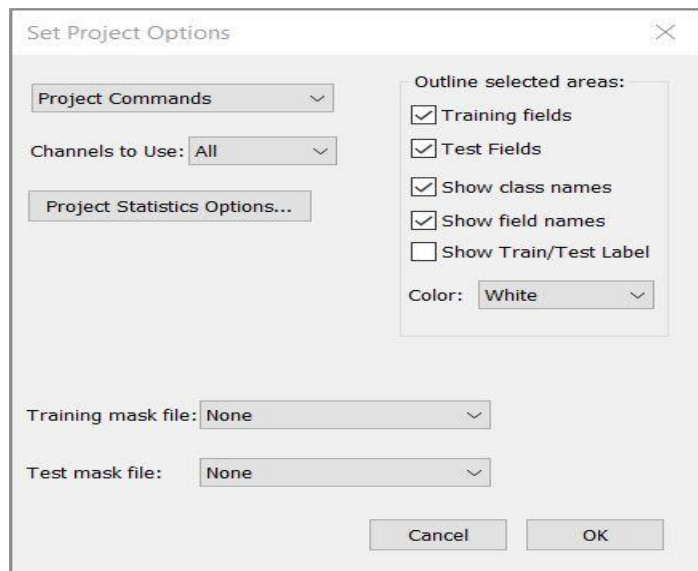 Set Project Options
Project Commands
Channels to Use: All
Project Statistics Options...
Outline selected areas:
Training fields
Test Fields
Show class names
Show field names
Show Train/Test Label
Color: White
Training mask file: None
Test mask file: None
Cancel OK